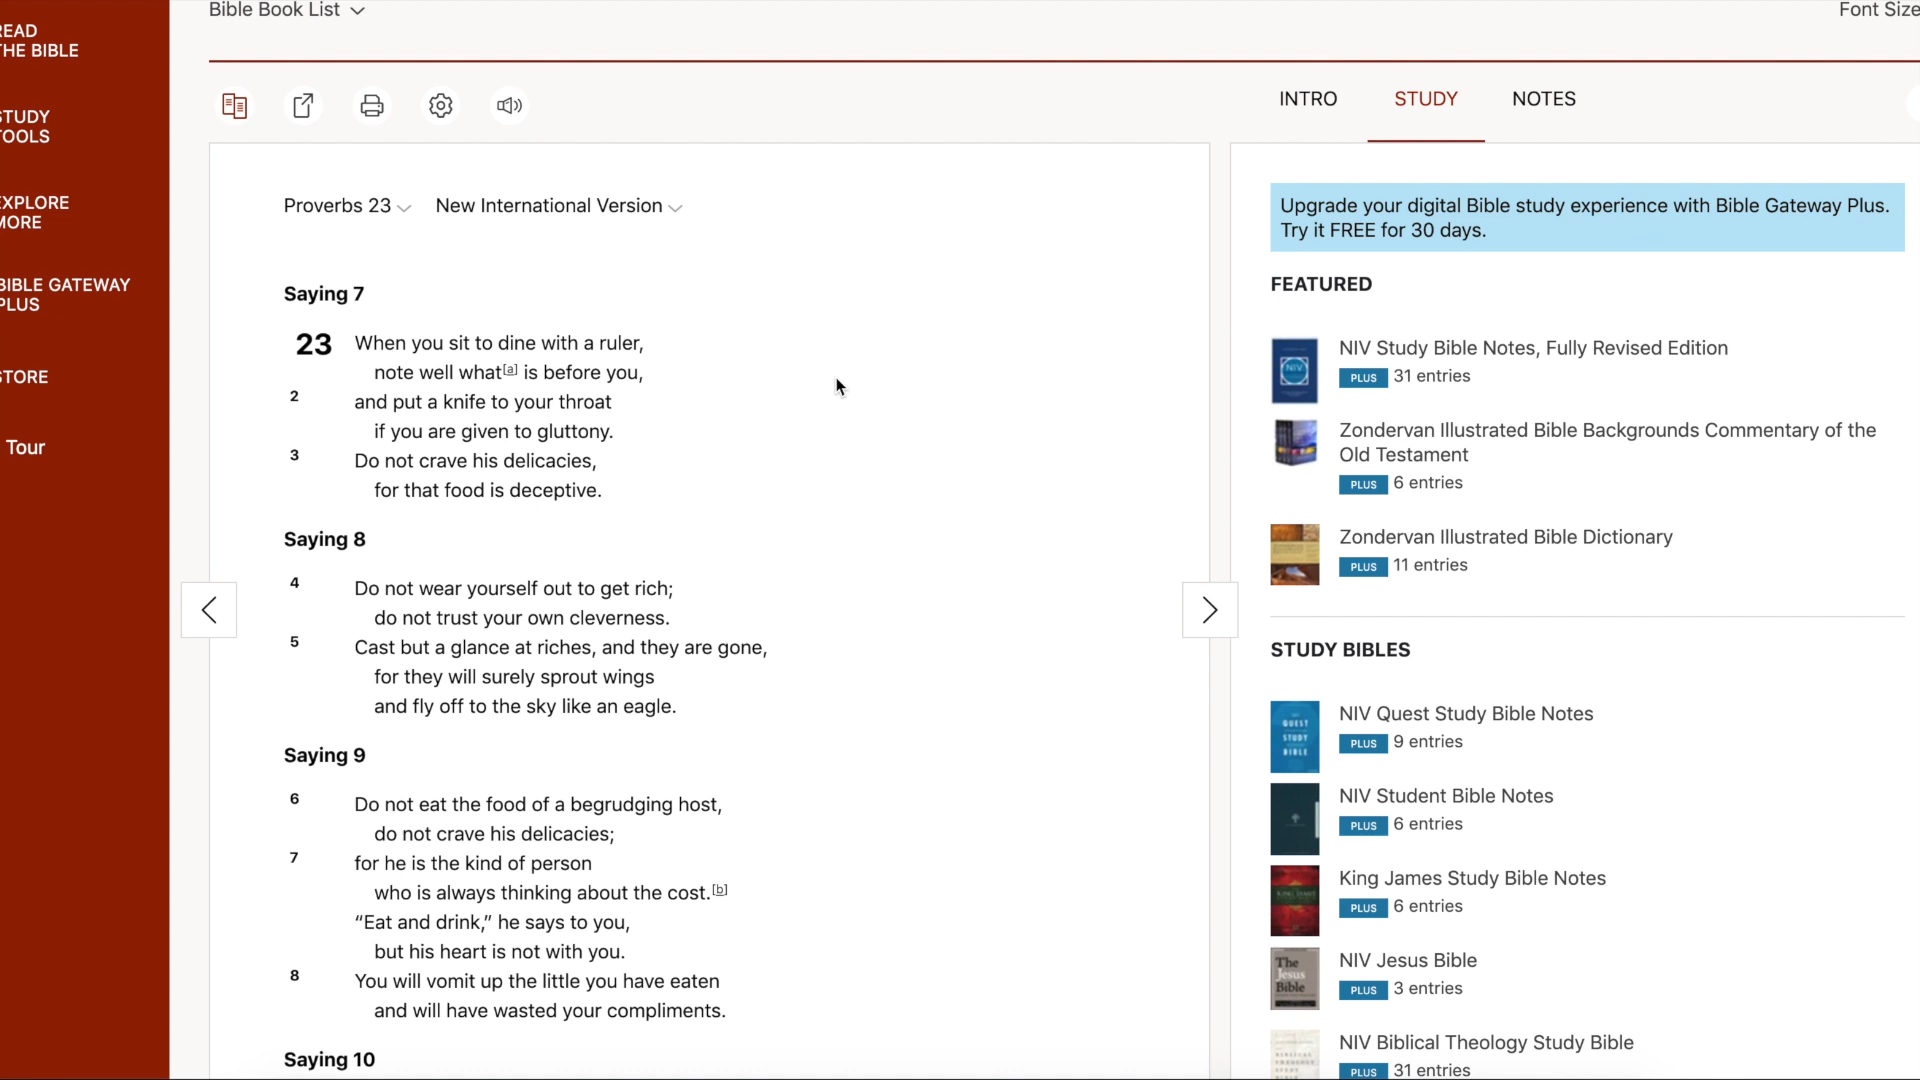 Bible Book List
Font Size
READ
THE BIBLE
STUDY
TOOLS
EXPLORE
MORE
BIBLE GATEWAY
PLUS
STORE
Tour
INTRO STUDY NOTES
Proverbs 23 New International Version
Saying 7
23 When you sit to dine with a ruler,
note well what[a] is before you,
2 and put a knife to your throat
if you are given to gluttony.
3 Do not crave his delicacies,
for that food is deceptive.
Saying 8
4 Do not wear yourself out to get rich;
do not trust your own cleverness.
5 Cast but a glance at riches, and they are gone,
for they will surely sprout wings
and fly off to the sky like an eagle.
Saying 9
6 Do not eat the food of a begrudging host,
do not crave his delicacies;
7 for he is the kind of person
who is always thinking about the cost.[b]
“Eat and drink,” he says to you,
but his heart is not with you.
8 You will vomit up the little you have eaten
and will have wasted your compliments.
Saying 10
Upgrade your digital Bible study experience with Bible Gateway Plus.
Try it FREE for 30 days.
FEATURED
NIV
NIV Study Bible Notes, Fully Revised Edition
PLUS 31 entries
Zondervan Illustrated Bible Backgrounds Commentary of the
Old Testament
PLUS 6 entries
Zondervan Illustrated Bible Dictionary
PLUS 11 entries
STUDY BIBLES
QUEST
STUDY
BIBLE
NIV Quest Study Bible Notes
PLUS 9 entries
NIV Student Bible Notes
PLUS 6 entries
KING JAMES
King James Study Bible Notes
PLUS 6 entries
The
Jesus
Bible
NIV Jesus Bible
PLUS 3 entries
NIV Biblical Theology Study Bible
PLUS 31 entries